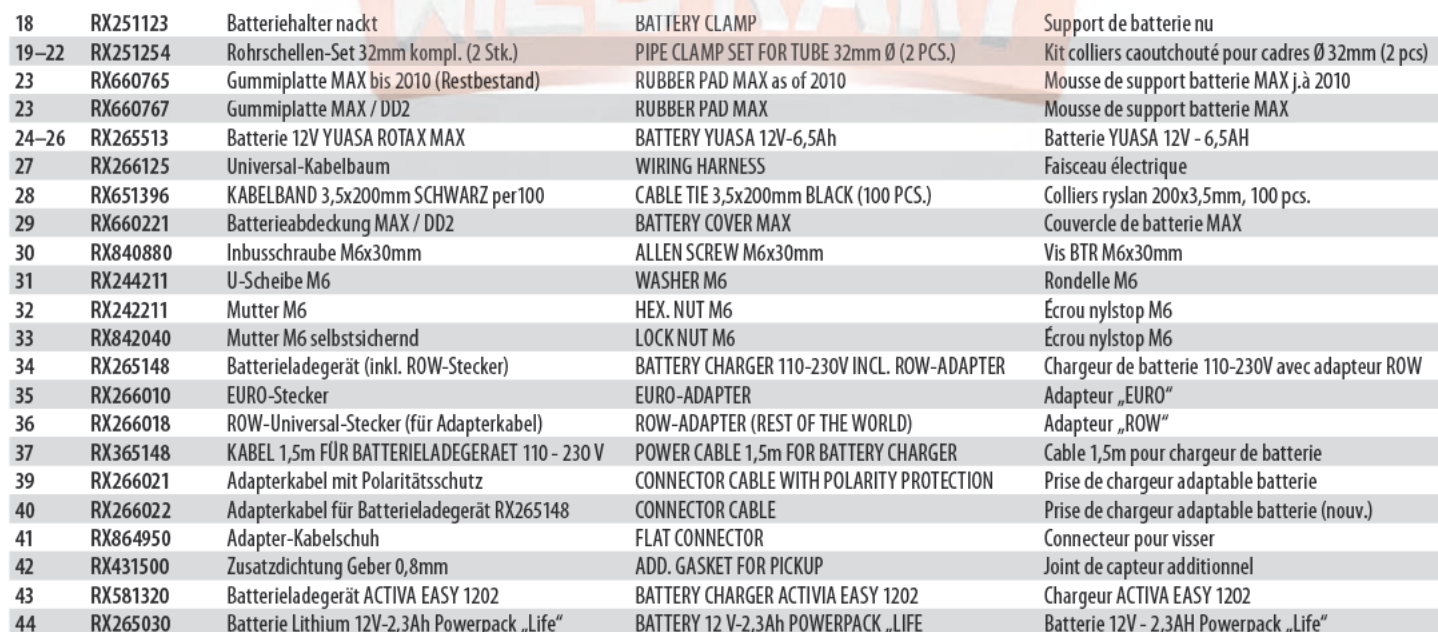 18 RX251123 Batteriehalter nackt BATTERY CLAMP Support de batterie nu
19–22 RX251254 Rohrschellen-Set 32mm kompl. (2 Stk.) PIPE CLAMP SET FOR TUBE 32mm Ø (2 PCS.) Kit colliers caoutchouté pour cadres Ø 32mm (2 pcs)
23 RX660765 Gummiplatte MAX bis 2010 (Restbestand) RUBBER PAD MAX as of 2010 Mousse de support batterie MAX j.à 2010
23 RX660767 Gummiplatte MAX / DD2 RUBBER PAD MAX Mousse de support batterie MAX
24–26 RX265513 Batterie 12V YUASA ROTAX MAX BATTERY YUASA 12V-6,5Ah Batterie YUASA 12V - 6,5AH
27 RX266125 Universal-Kabelbaum WIRING HARNESS Faisceau électrique
28 RX651396 KABELBAND 3,5x200mm SCHWARZ per100 CABLE TIE 3,5x200mm BLACK (100 PCS.) Colliers ryslan 200x3,5mm, 100 pcs.
29 RX660221 Batterieabdeckung MAX / DD2 BATTERY COVER MAX Couvercle de batterie MAX
30 RX840880 Inbusschraube M6x30mm ALLEN SCREW M6x30mm Vis BTR M6x30mm
31 RX244211 U-Scheibe M6 WASHER M6 Rondelle M6
32 RX242211 Mutter M6 HEX. NUT M6 Écrou nylstop M6
33 RX842040 Mutter M6 selbstsichernd LOCK NUT M6 Écrou nylstop M6
34 RX265148 Batterieladegerät (inkl. ROW-Stecker) BATTERY CHARGER 110-230V INCL. ROW-ADAPTER Chargeur de batterie 110-230V avec adapteur ROW
35 RX266010 EURO-Stecker EURO-ADAPTER Adapteur „EURO“
36 RX266018 ROW-Universal-Stecker (für Adapterkabel) ROW-ADAPTER (REST OF THE WORLD) Adapteur „ROW“
37 RX365148 KABEL 1,5m FÜR BATTERIELADEGERAET 110 - 230 V POWER CABLE 1,5m FOR BATTERY CHARGER Cable 1,5m pour chargeur de batterie
39 RX266021 Adapterkabel mit Polaritätsschutz CONNECTOR CABLE WITH POLARITY PROTECTION Prise de chargeur adaptable batterie
40 RX266022 Adapterkabel für Batterieladegerät RX265148 CONNECTOR CABLE Prise de chargeur adaptable batterie (nouv.)
41 RX864950 Adapter-Kabelschuh FLAT CONNECTOR Connecteur pour visser
42 RX431500 Zusatzdichtung Geber 0,8mm ADD. GASKET FOR PICKUP Joint de capteur additionnel
43 RX581320 Batterieladegerät ACTIVA EASY 1202 BATTERY CHARGER ACTIVIA EASY 1202 Chargeur ACTIVA EASY 1202
44 RX265030 Batterie Lithium 12V-2,3Ah Powerpack „Life“ BATTERY 12 V-2,3Ah POWERPACK „LIFE Batterie 12V - 2,3AH Powerpack „Life“